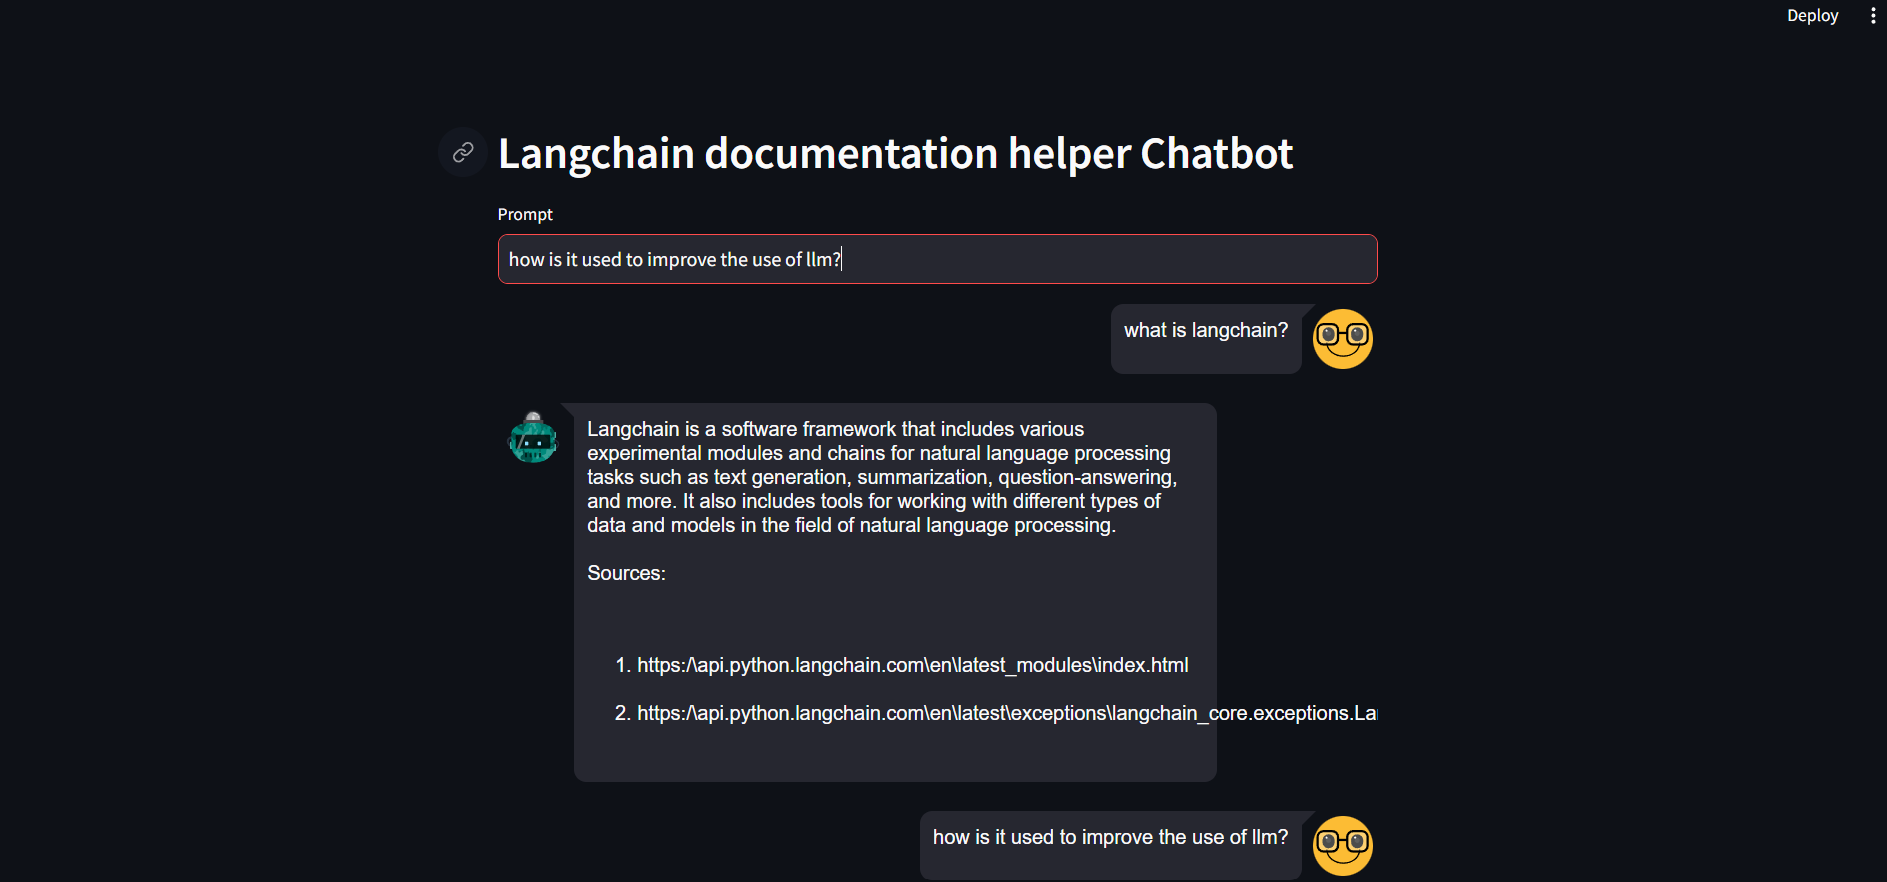 Deploy
Langchain documentation helper Chatbot
Prompt
how is it used to improve the use of llm?
what is langchain?
Langchain is a software framework that includes various
experimental modules and chains for natural language processing
tasks such as text generation, summarization, question-answering,
and more. It also includes tools for working with different types of
data and models in the field of natural language processing.
Sources:
1. https:/\api.python.langchain.com\en\latest_modules\index.html
2. https:/\api.python.langchain.com\en\latest\exceptions\langchain_core.exceptions.La
how is it used to improve the use of llm?